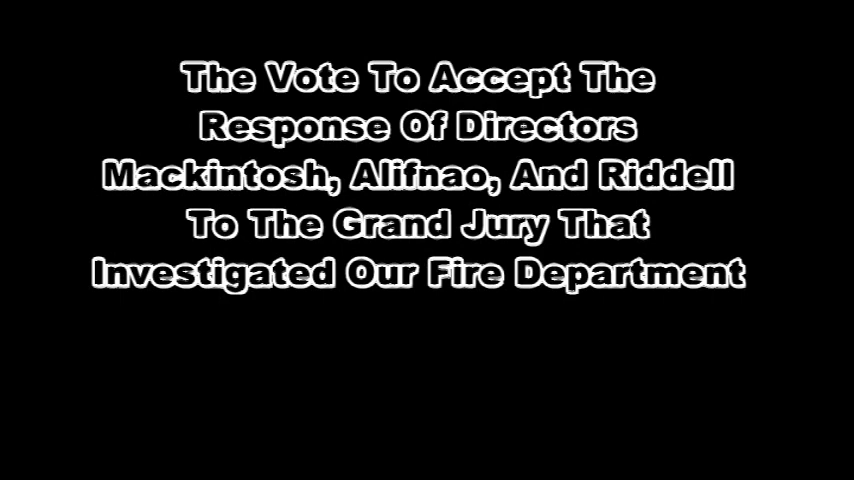 The Vote To Accept The
Response Of Directors
Mackintosh, Alifnao, And Riddell
To The Grand Jury That
Investigated Our Fire Department